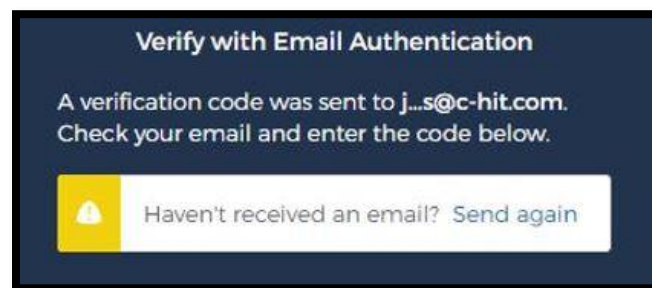 Verify with Email Authentication
A verification code was sent to j...s@c-hit.com.
Check your email and enter the code below.
Haven't received an email? Send again